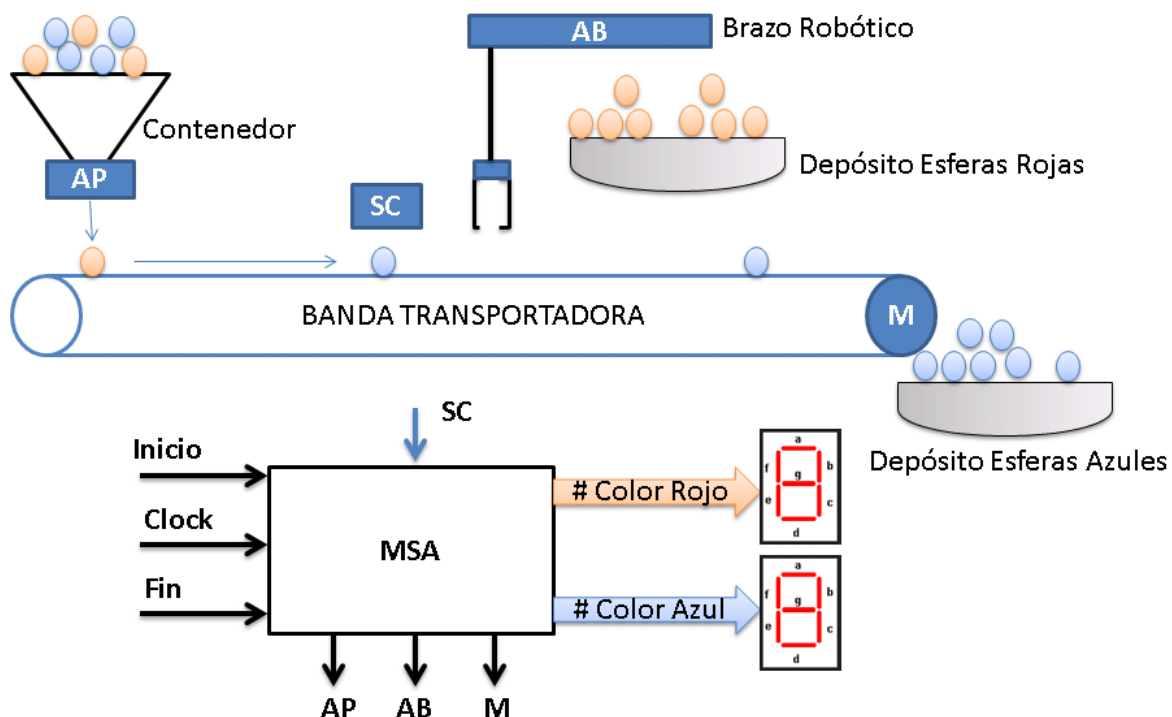 AB
Brazo Robótico
Contenedor
AP
Depósito Esferas Rojas
SC
BANDA TRANSPORTADORA
M
SC
Inicio
Depósito Esferas Azules
# Color Rojo
a
f
b
g
e
c
d
Clock
MSA
Fin
# Color Azul
a
f
b
g
e
c
d
AP
AB
M